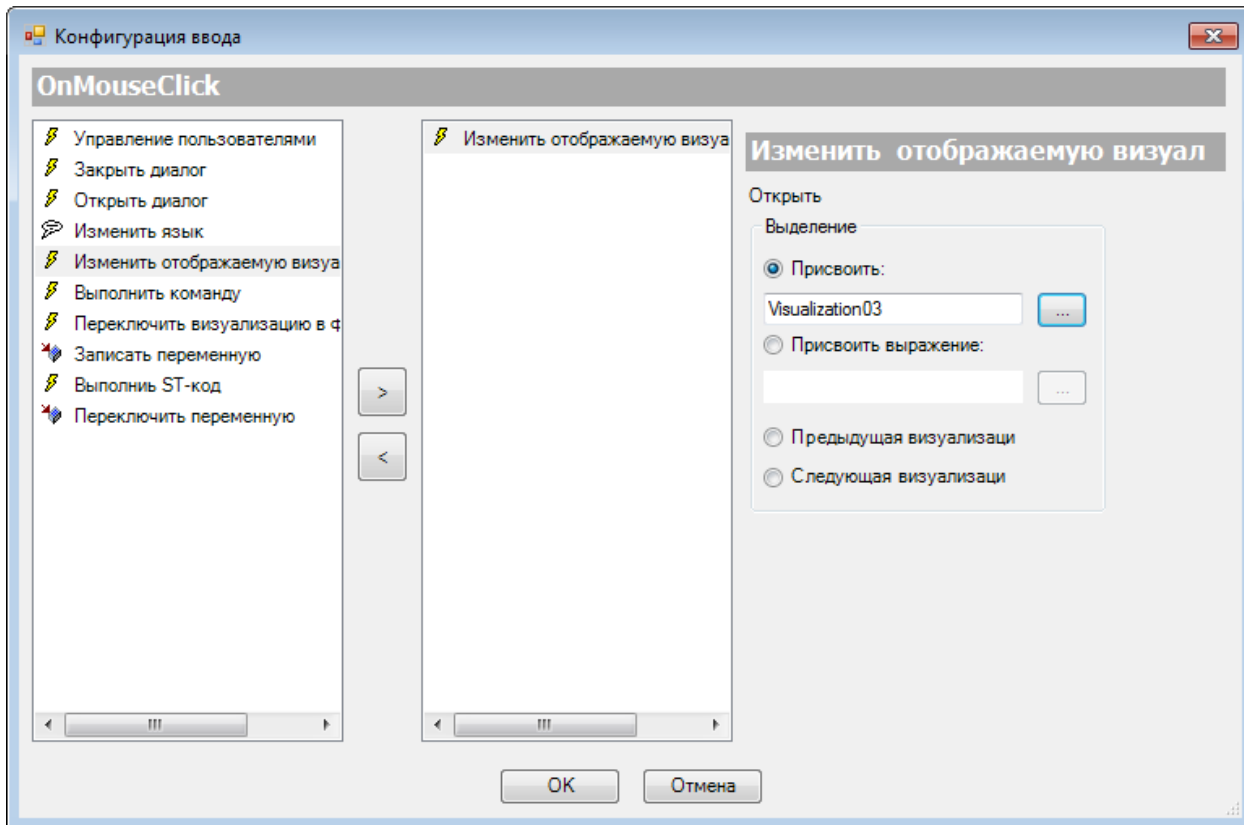 Конфигурация ввода
OnMouseClick
Управление пользователями
Закрыть диалог
Открыть диалог
Изменить язык
Изменить отображаемую визуа
Выполнить команду
Переключить визуализацию в ф
Записать переменную
Выполниь ST-код
Переключить переменную
>
<
Изменить отображаемую визуа
Изменить отображаемую визуал
Открыть
Выделение
Присвоить:
Visualization03
...
Присвоить выражение:
...
Предыдущая визуализаци
Следующая визуализаци
OK
Отмена